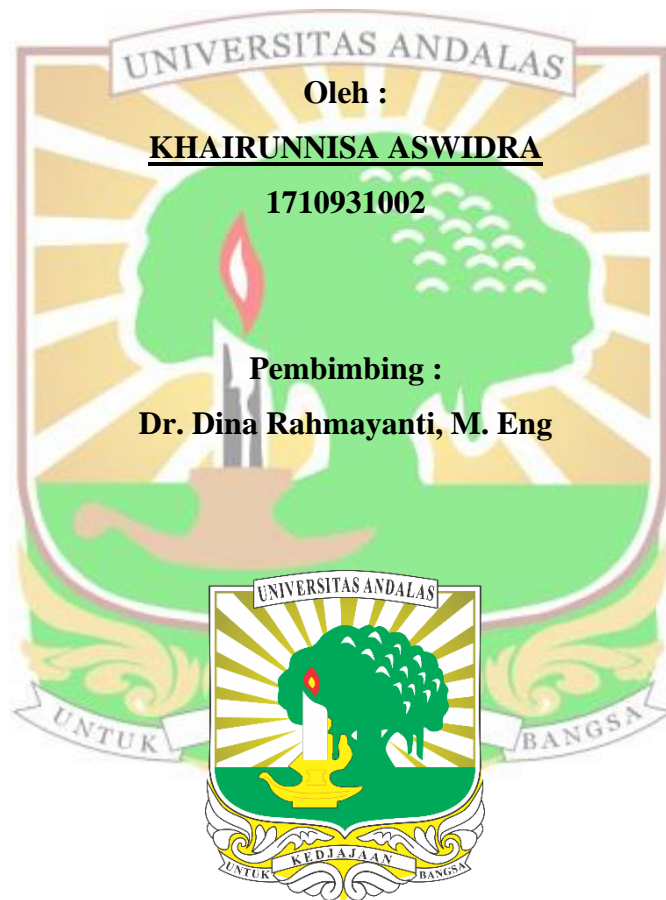 UNIVERSITAS ANDALAS
Oleh :
KHAIRUNNISA ASWIDRA
1710931002
Pembimbing :
Dr. Dina Rahmayanti, M. Eng
UNIVERSITAS ANDALAS
UNTUK BANGSA
UNTUK KEDJAJAAN BANGSA